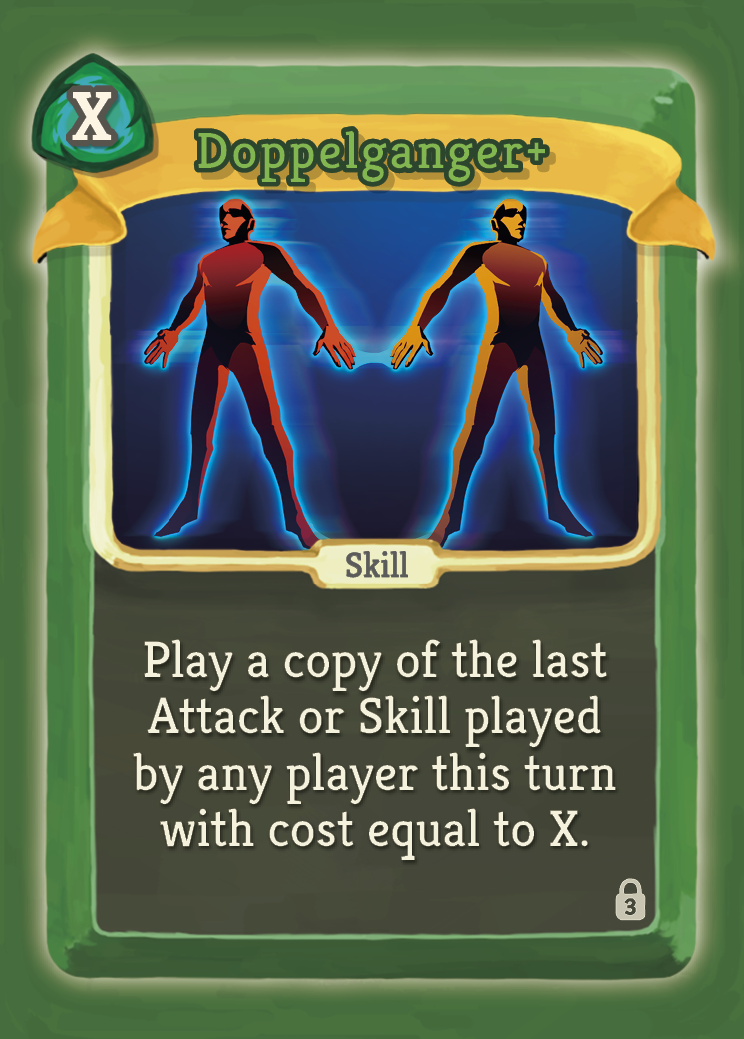 X
Doppelganger+
Skill
Play a copy of the last
Attack or Skill played
by any player this turn
with cost equal to X.
3